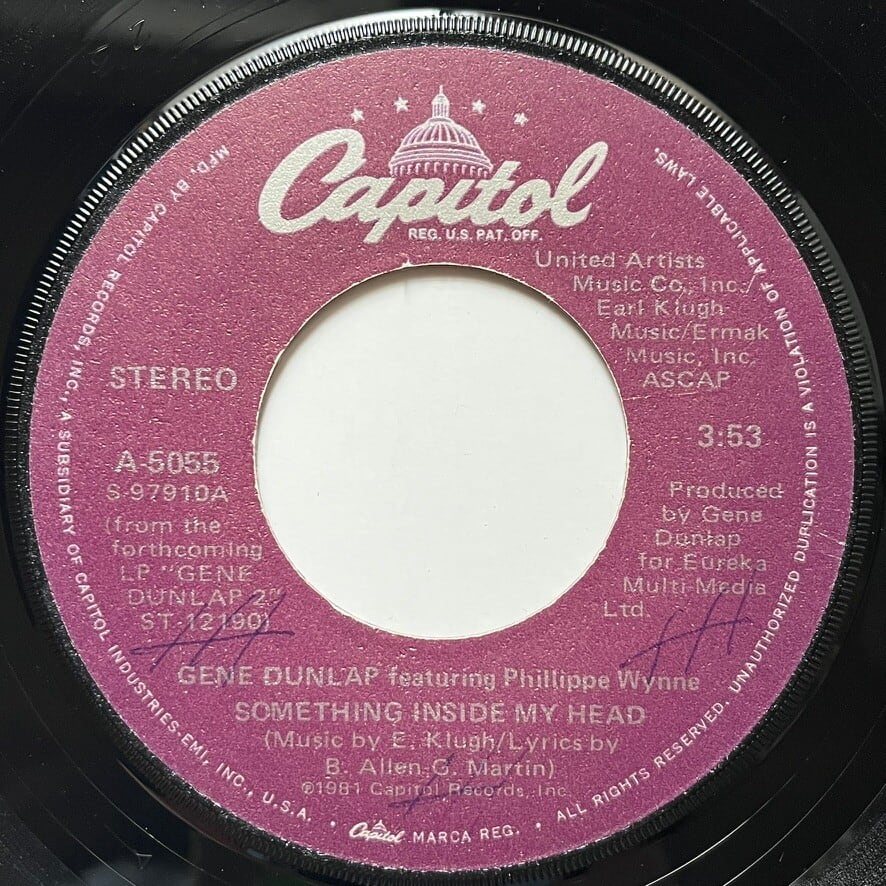 Capitol
REG. U.S. PAT. OFF.
United Artists
Music Co., Inc./
Earl Klugh
Music/Ermak
Music, Inc.
ASCAP
STEREO
3:53
A-5055
S-97910A
(from the
forthcoming
LP "GENE
DUNLAP 2"
ST-12190)
Produced
by Gene
Dunlap
for Eureka
Multi-Media
Ltd.
GENE DUNLAP featuring Phillippe Wynne
SOMETHING INSIDE MY HEAD
(Music by E. Klugh/Lyrics by
B. Allen-G. Martin)
℗1981 Capitol Records, Inc.
MFD. BY CAPITOL RECORDS, INC., A SUBSIDIARY OF CAPITOL INDUSTRIES-EMI, INC., U.S.A. • Capitol MARCA REG. • ALL RIGHTS RESERVED. UNAUTHORIZED DUPLICATION IS A VIOLATION OF APPLICABLE LAWS.